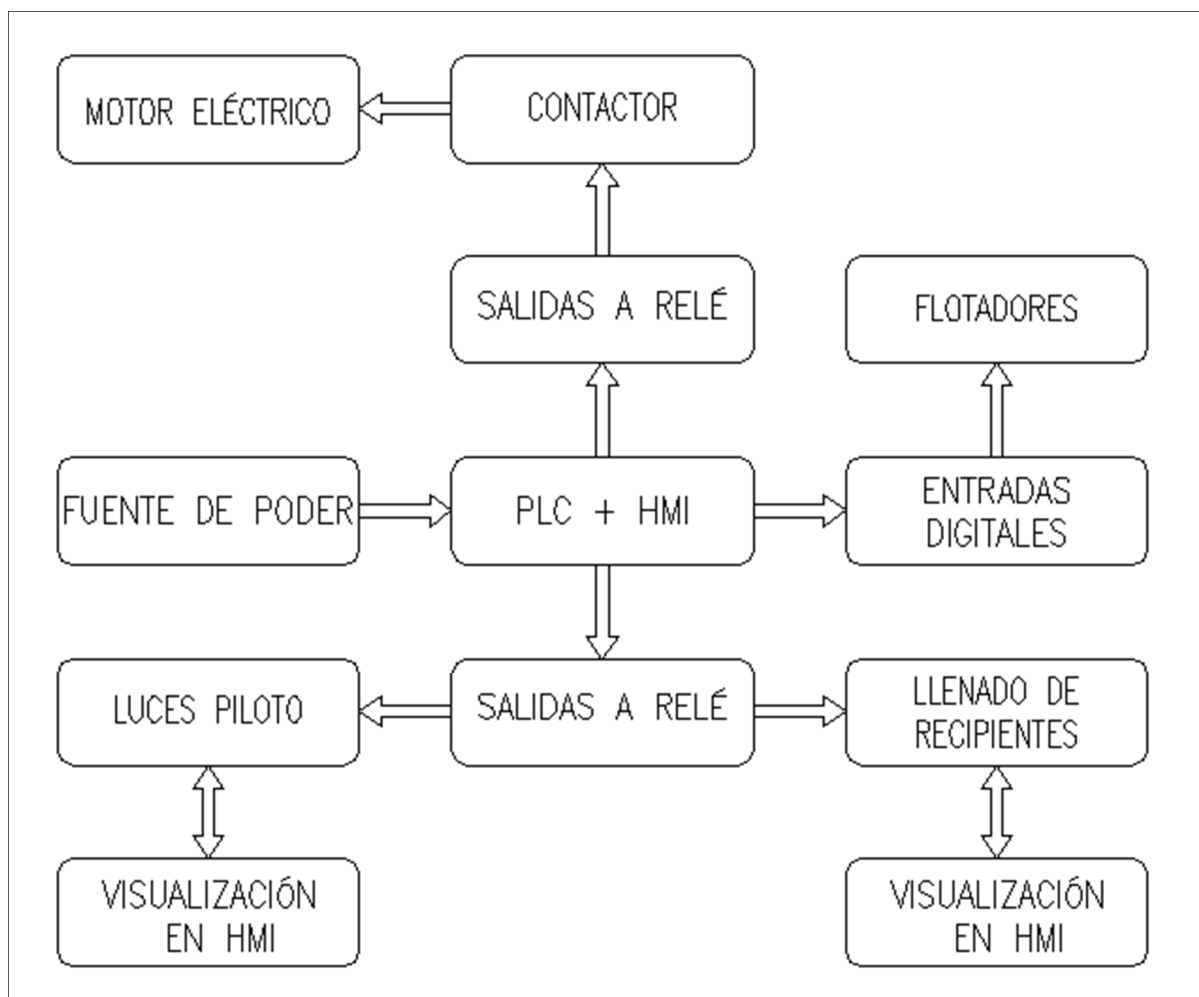 MOTOR ELÉCTRICO
CONTACTOR
SALIDAS A RELÉ
FLOTADORES
FUENTE DE PODER
PLC + HMI
ENTRADAS
DIGITALES
LUCES PILOTO
SALIDAS A RELÉ
LLENADO DE
RECIPIENTES
VISUALIZACIÓN
EN HMI
VISUALIZACIÓN
EN HMI